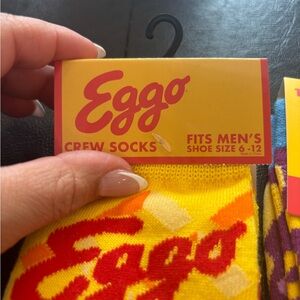 Eggo
CREW SOCKS
FITS MEN'S
SHOE SIZE 6 -12
Eggo